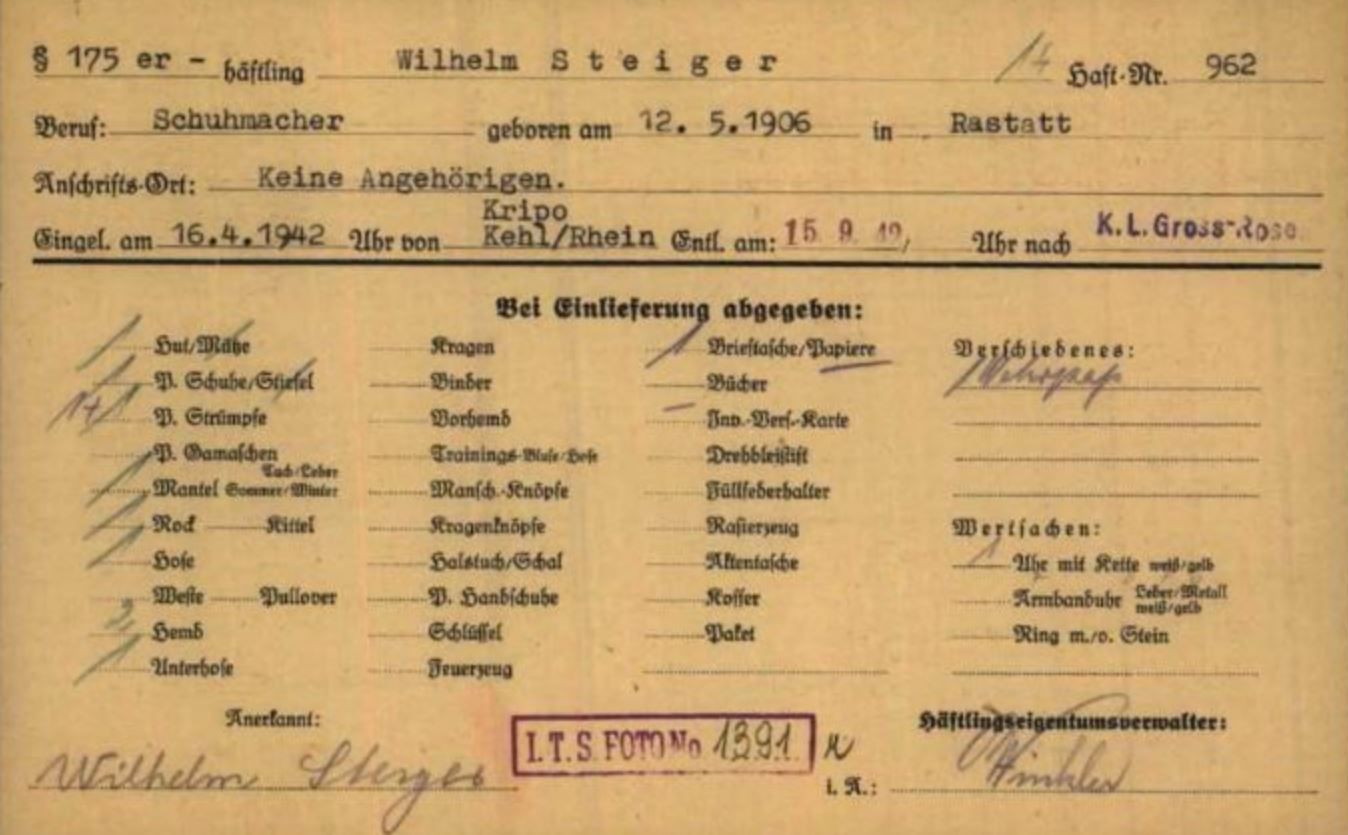 § 175 er - häftling Wilhelm Steiger 14 Haft-Nr. 962
Beruf: Schuhmacher geboren am 12. 5.1906 in Rastatt
Anschrifts-Ort: Keine Angehörigen.
Kripo
Eingel. am 16.4.1942 Uhr von Kehl/Rhein Entl. am: 15. 9. 42, Uhr nach K.L. Gross-Rose
Bei Einlieferung abgegeben:
1 Hut/Mütze Kragen 1 Brieftasche/Papiere Verschiedenes:
1 P. Schuhe/Stiefel Binder Bücher 1 Wehrpaß
1+1 P. Strümpfe Vorhemd Inv.-Vers.-Karte
P. Gamaschen Tuch/Leder Trainings-Bluse/Hose Drehbleistift
1 Mantel Sommer/Winter Mansch.-Knöpfe Füllfederhalter
1 Rock Kittel Kragenknöpfe Rasierzeug Wertsachen:
1 Hose Halstuch/Schal Aktentasche 1 Uhr mit Kette weiß/gelb
Weste Pullover P. Handschuhe Koffer Armbanduhr Leder/Metall weiß/gelb
2 Hemd Schlüssel Paket Ring m./o. Stein
1 Unterhose Feuerzeug
Anerkannt: Häftlingseigentumsverwalter:
Wilhelm Steiger I.T.S. FOTO No 1391 i. A.: Winkler